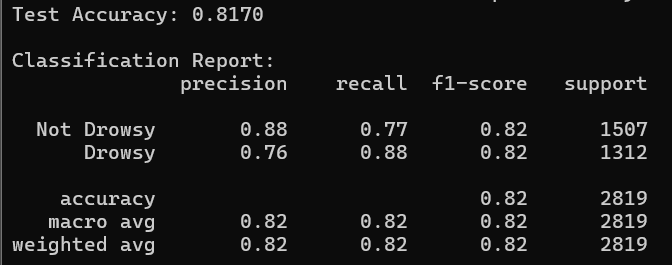 Test Accuracy: 0.8170
Classification Report:
precision recall f1-score support
Not Drowsy 0.88 0.77 0.82 1507
Drowsy 0.76 0.88 0.82 1312
accuracy 0.82 2819
macro avg 0.82 0.82 0.82 2819
weighted avg 0.82 0.82 0.82 2819